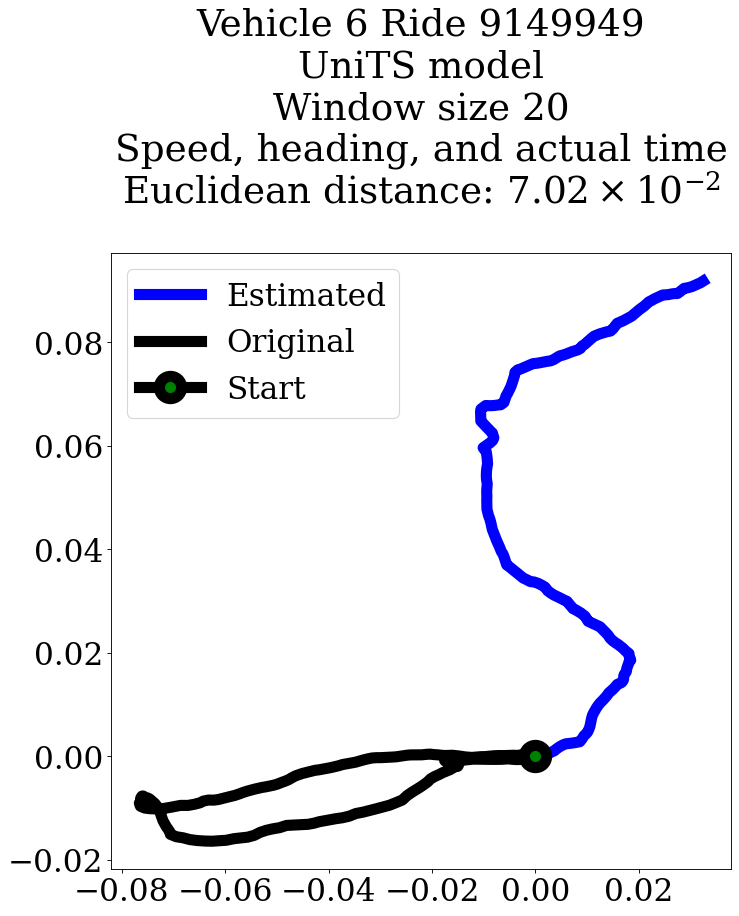 Vehicle 6 Ride 9149949
UniTS model
Window size 20
Speed, heading, and actual time
Euclidean distance: 7.02 × 10⁻²
Estimated
Original
Start
0.08
0.06
0.04
0.02
0.00
−0.02
−0.08 −0.06 −0.04 −0.02 0.00 0.02